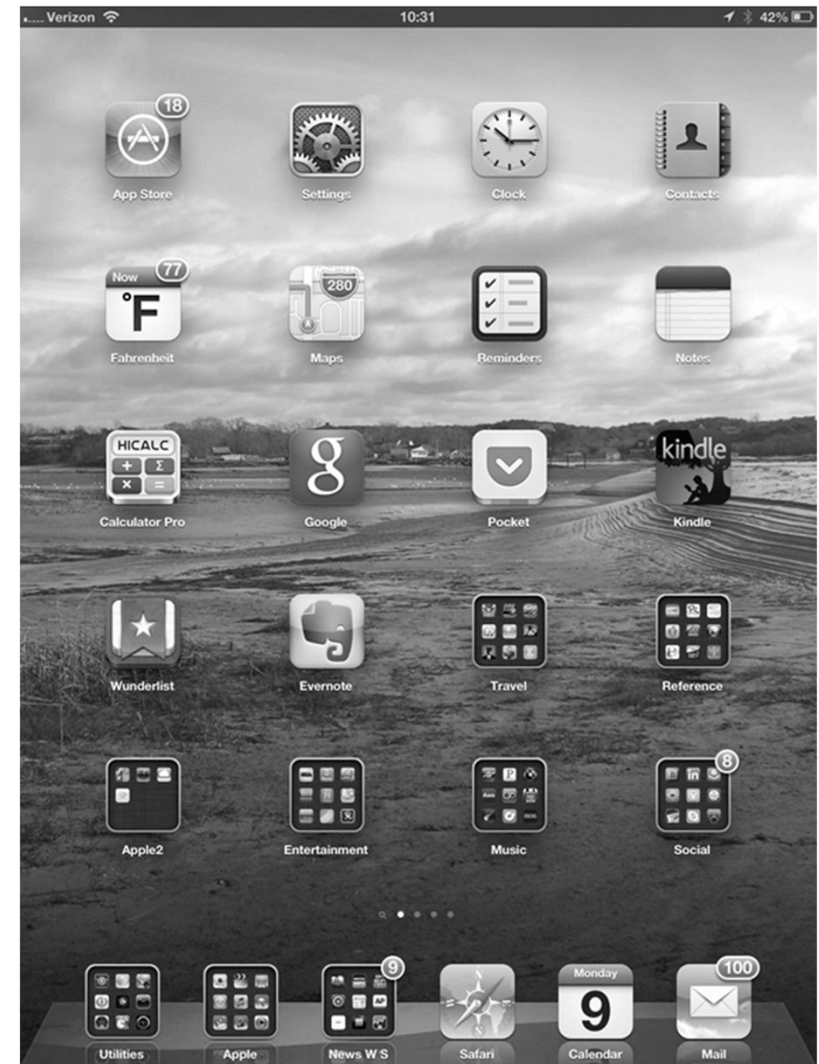 Verizon 10:31 42%
18
App Store Settings Clock Contacts
Now 77
°F 280
Fahrenheit Maps Reminders Notes
HICALC
+ Σ
× =
g kindle
Calculator Pro Google Pocket Kindle
Wunderlist Evernote Travel Reference
8
Apple2 Entertainment Music Social
9 Monday 100
9
Utilities Apple News W S Safari Calendar Mail